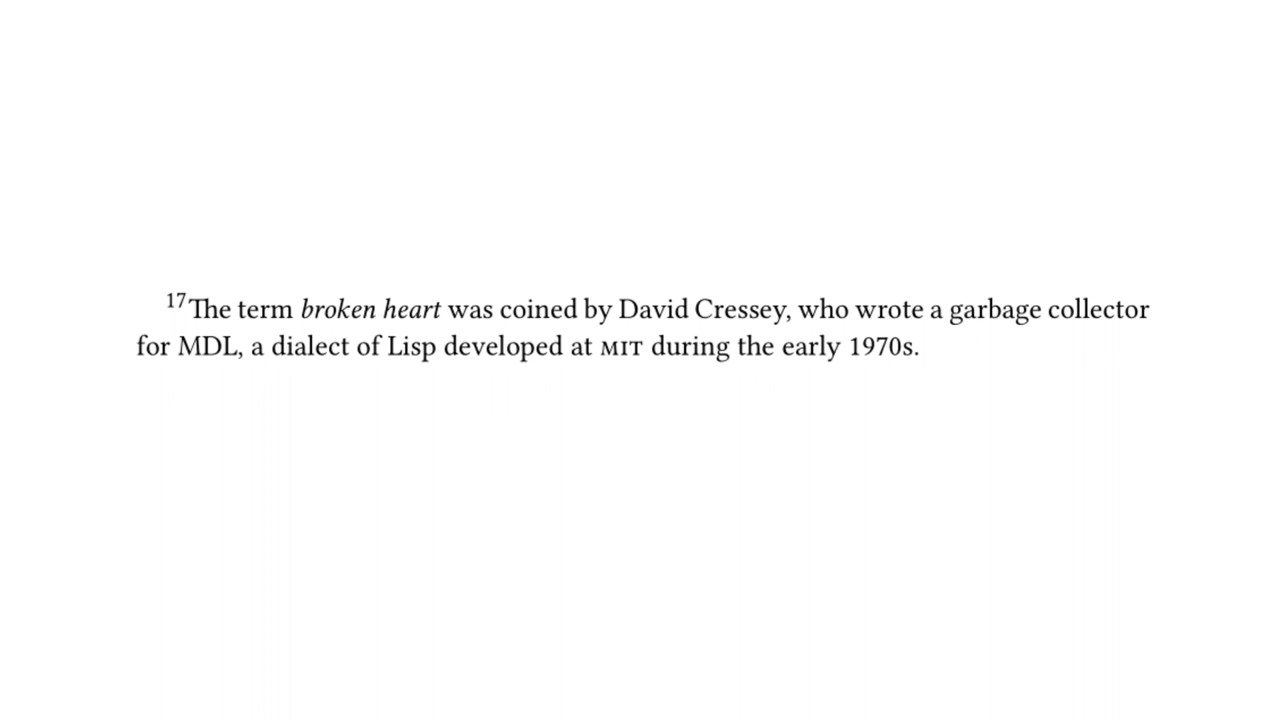 17The term broken heart was coined by David Cressey, who wrote a garbage collector
for MDL, a dialect of Lisp developed at MIT during the early 1970s.